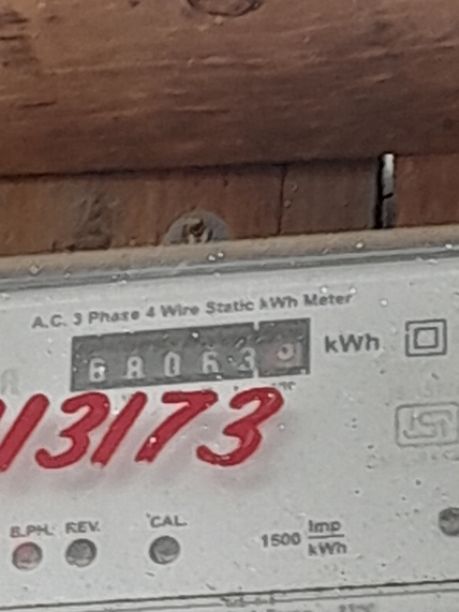 A.C. 3 Phase 4 Wire Static kWh Meter
68063 kWh
13173
B.PH. REV. CAL.
1500 Imp/kWh